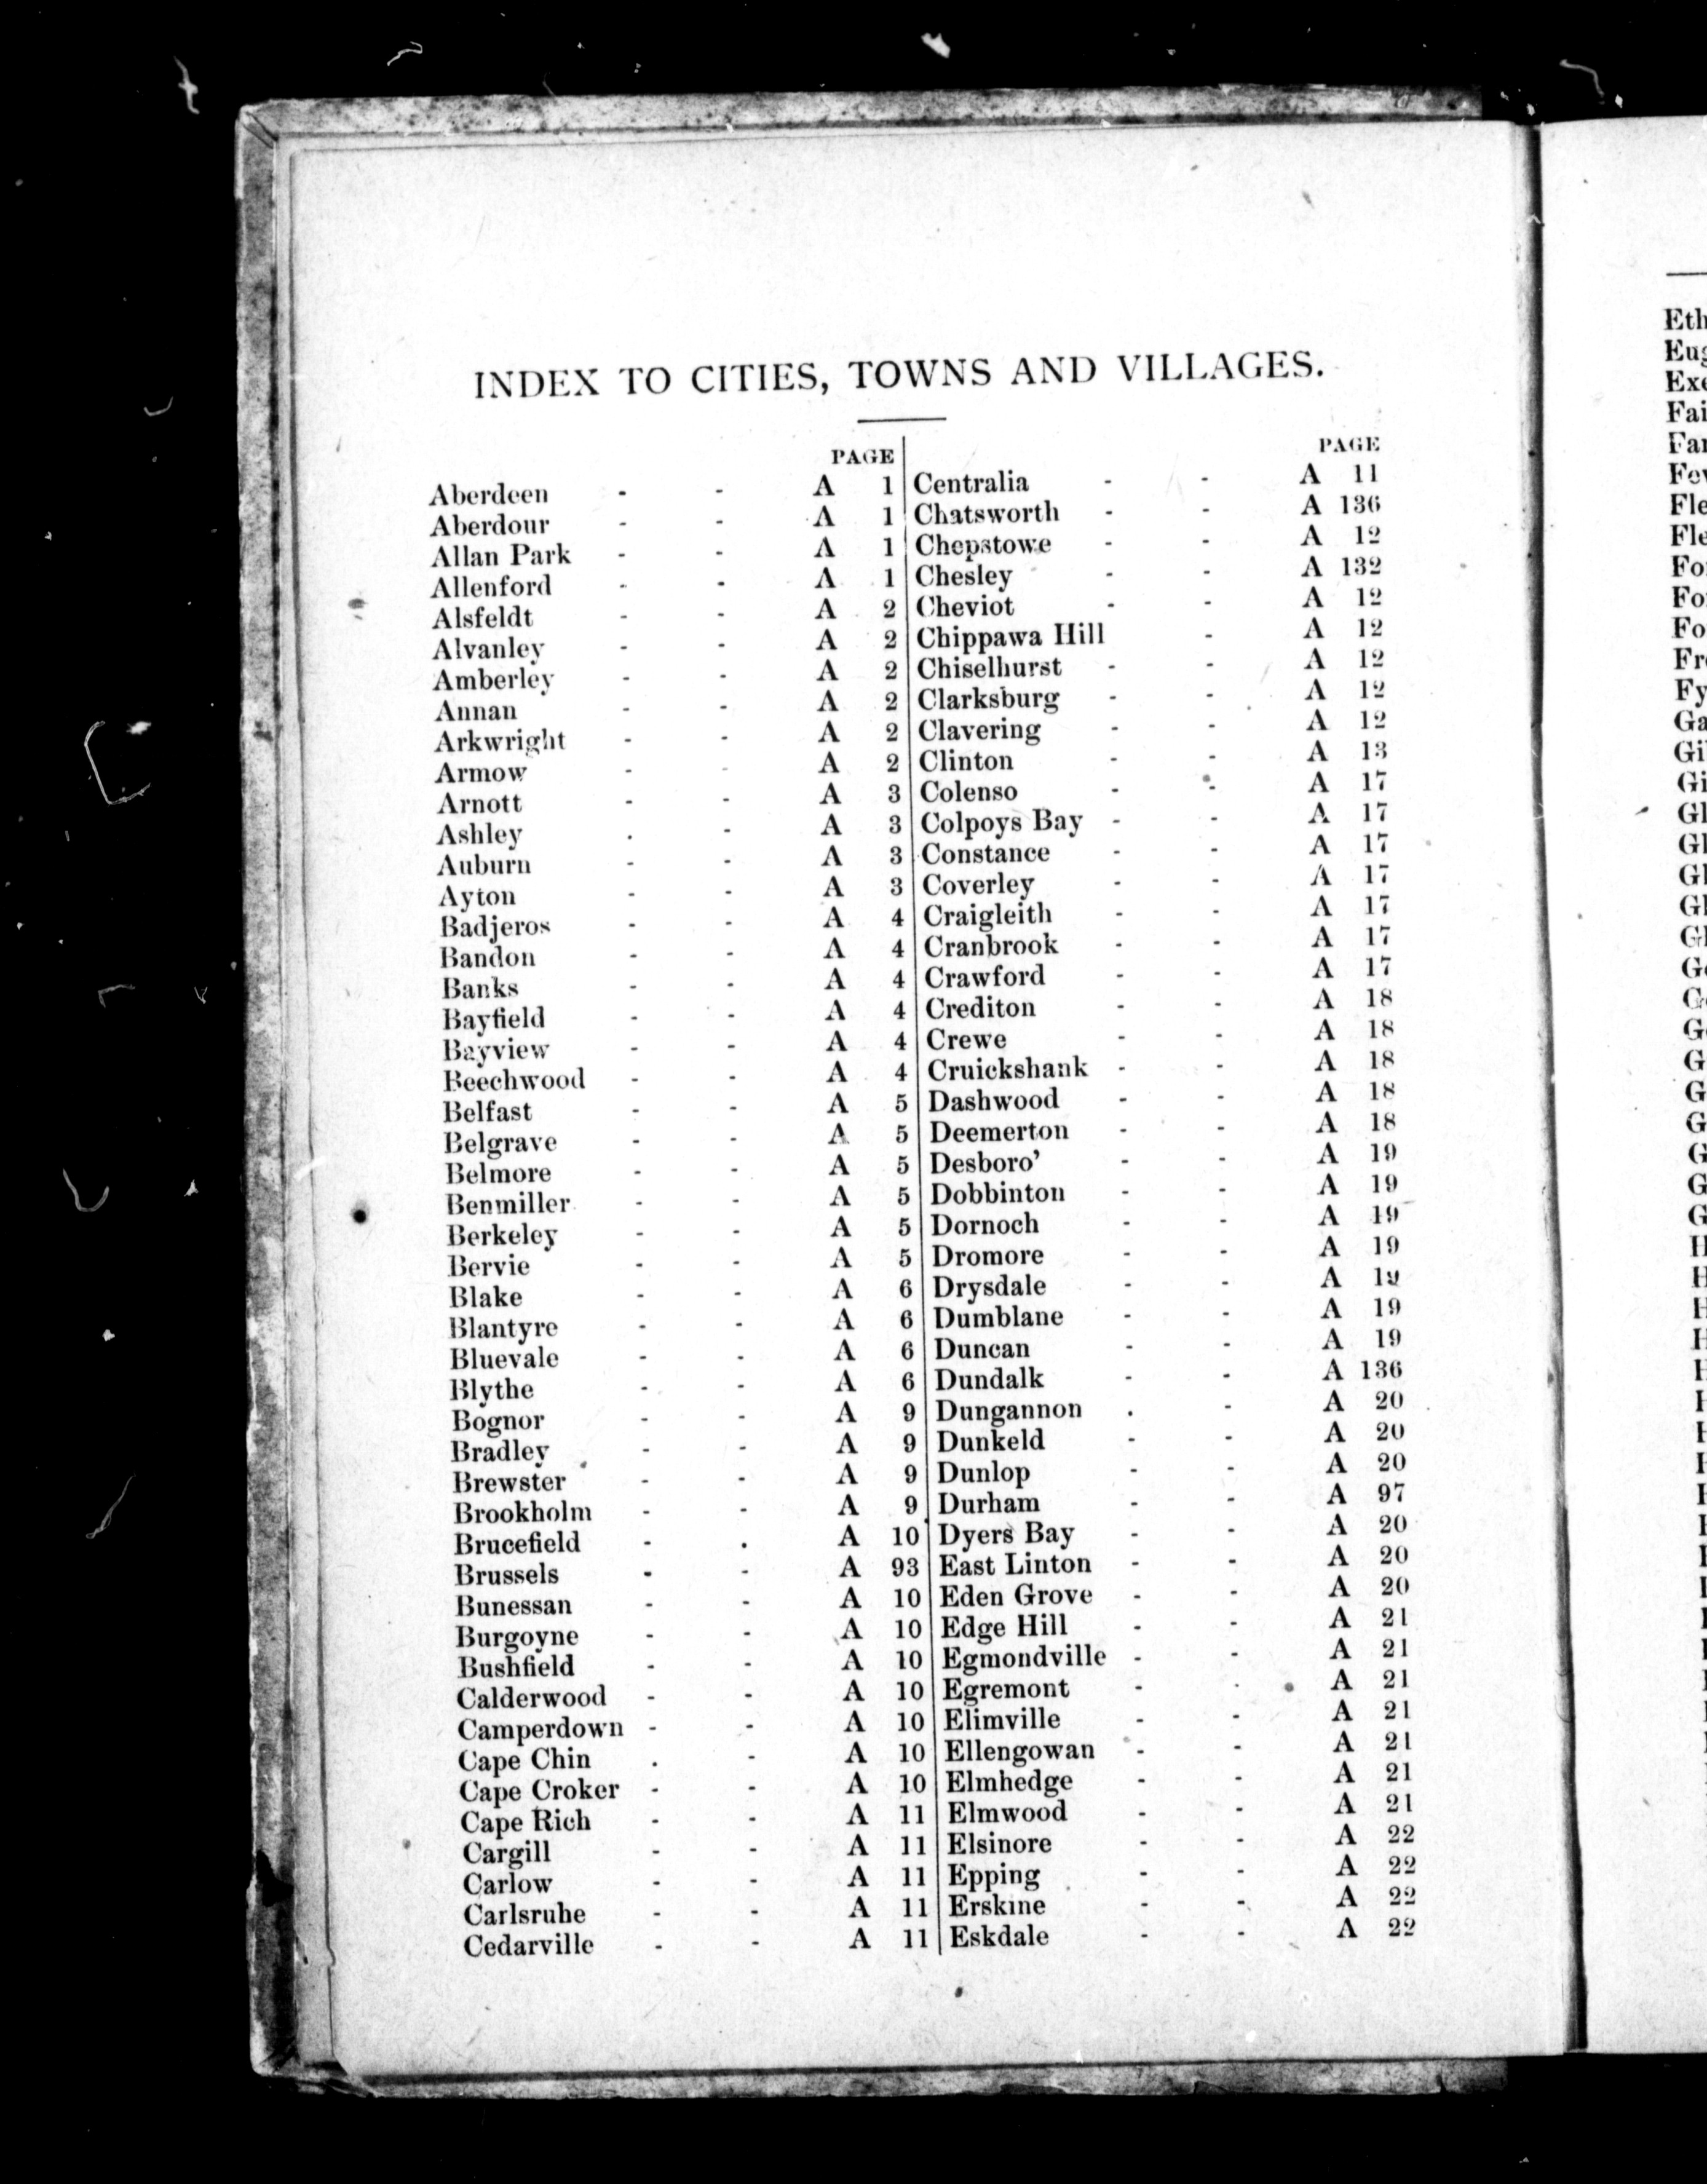 INDEX TO CITIES, TOWNS AND VILLAGES.
PAGE
Aberdeen - - A 1
Aberdour - - A 1
Allan Park - - A 1
Allenford - - A 1
Alsfeldt - - A 2
Alvanley - - A 2
Amberley - - A 2
Annan - - A 2
Arkwright - - A 2
Armow - - A 2
Arnott - - A 3
Ashley - - A 3
Auburn - - A 3
Ayton - - A 3
Badjeros - - A 4
Bandon - - A 4
Banks - - A 4
Bayfield - - A 4
Bayview - - A 4
Beechwood - - A 4
Belfast - - A 5
Belgrave - - A 5
Belmore - - A 5
Benmiller - - A 5
Berkeley - - A 5
Bervie - - A 5
Blake - - A 6
Blantyre - - A 6
Bluevale - - A 6
Blythe - - A 6
Bognor - - A 9
Bradley - - A 9
Brewster - - A 9
Brookholm - - A 9
Brucefield - - A 10
Brussels - - A 93
Bunessan - - A 10
Burgoyne - - A 10
Bushfield - - A 10
Calderwood - - A 10
Camperdown - - A 10
Cape Chin - - A 10
Cape Croker - - A 10
Cape Rich - - A 11
Cargill - - A 11
Carlow - - A 11
Carlsruhe - - A 11
Cedarville - - A 11
PAGE
Centralia - - A 11
Chatsworth - - A 136
Chepstowe - - A 12
Chesley - - A 132
Cheviot - - A 12
Chippawa Hill - A 12
Chiselhurst - - A 12
Clarksburg - - A 12
Clavering - - A 12
Clinton - - A 13
Colenso - - A 17
Colpoys Bay - - A 17
Constance - - A 17
Coverley - - A 17
Craigleith - - A 17
Cranbrook - - A 17
Crawford - - A 17
Crediton - - A 18
Crewe - - A 18
Cruickshank - - A 18
Dashwood - - A 18
Deemerton - - A 18
Desboro' - - A 19
Dobbinton - - A 19
Dornoch - - A 19
Dromore - - A 19
Drysdale - - A 19
Dumblane - - A 19
Duncan - - A 19
Dundalk - - A 136
Dungannon - - A 20
Dunkeld - - A 20
Dunlop - - A 20
Durham - - A 97
Dyers Bay - - A 20
East Linton - - A 20
Eden Grove - - A 20
Edge Hill - - A 21
Egmondville - - A 21
Egremont - - A 21
Elimville - - A 21
Ellengowan - - A 21
Elmhedge - - A 21
Elmwood - - A 21
Elsinore - - A 22
Epping - - A 22
Erskine - - A 22
Eskdale - - A 22